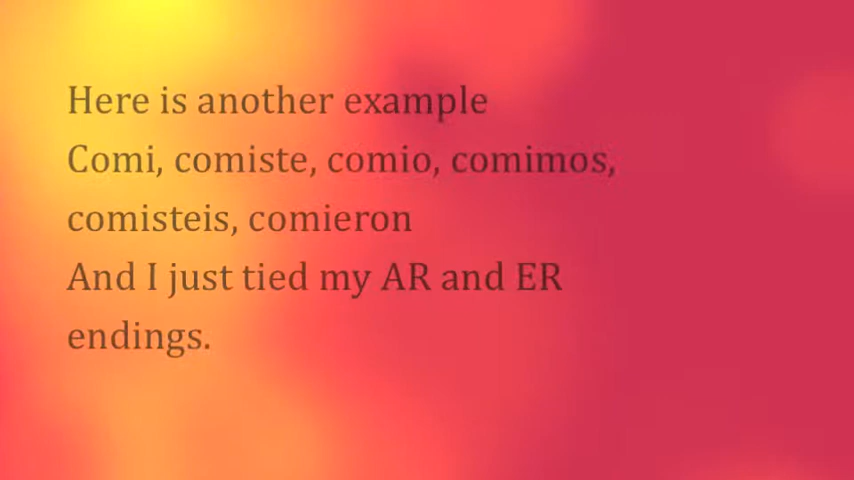 Here is another example
Comi, comiste, comio, comimos,
comisteis, comieron
And I just tied my AR and ER
endings.